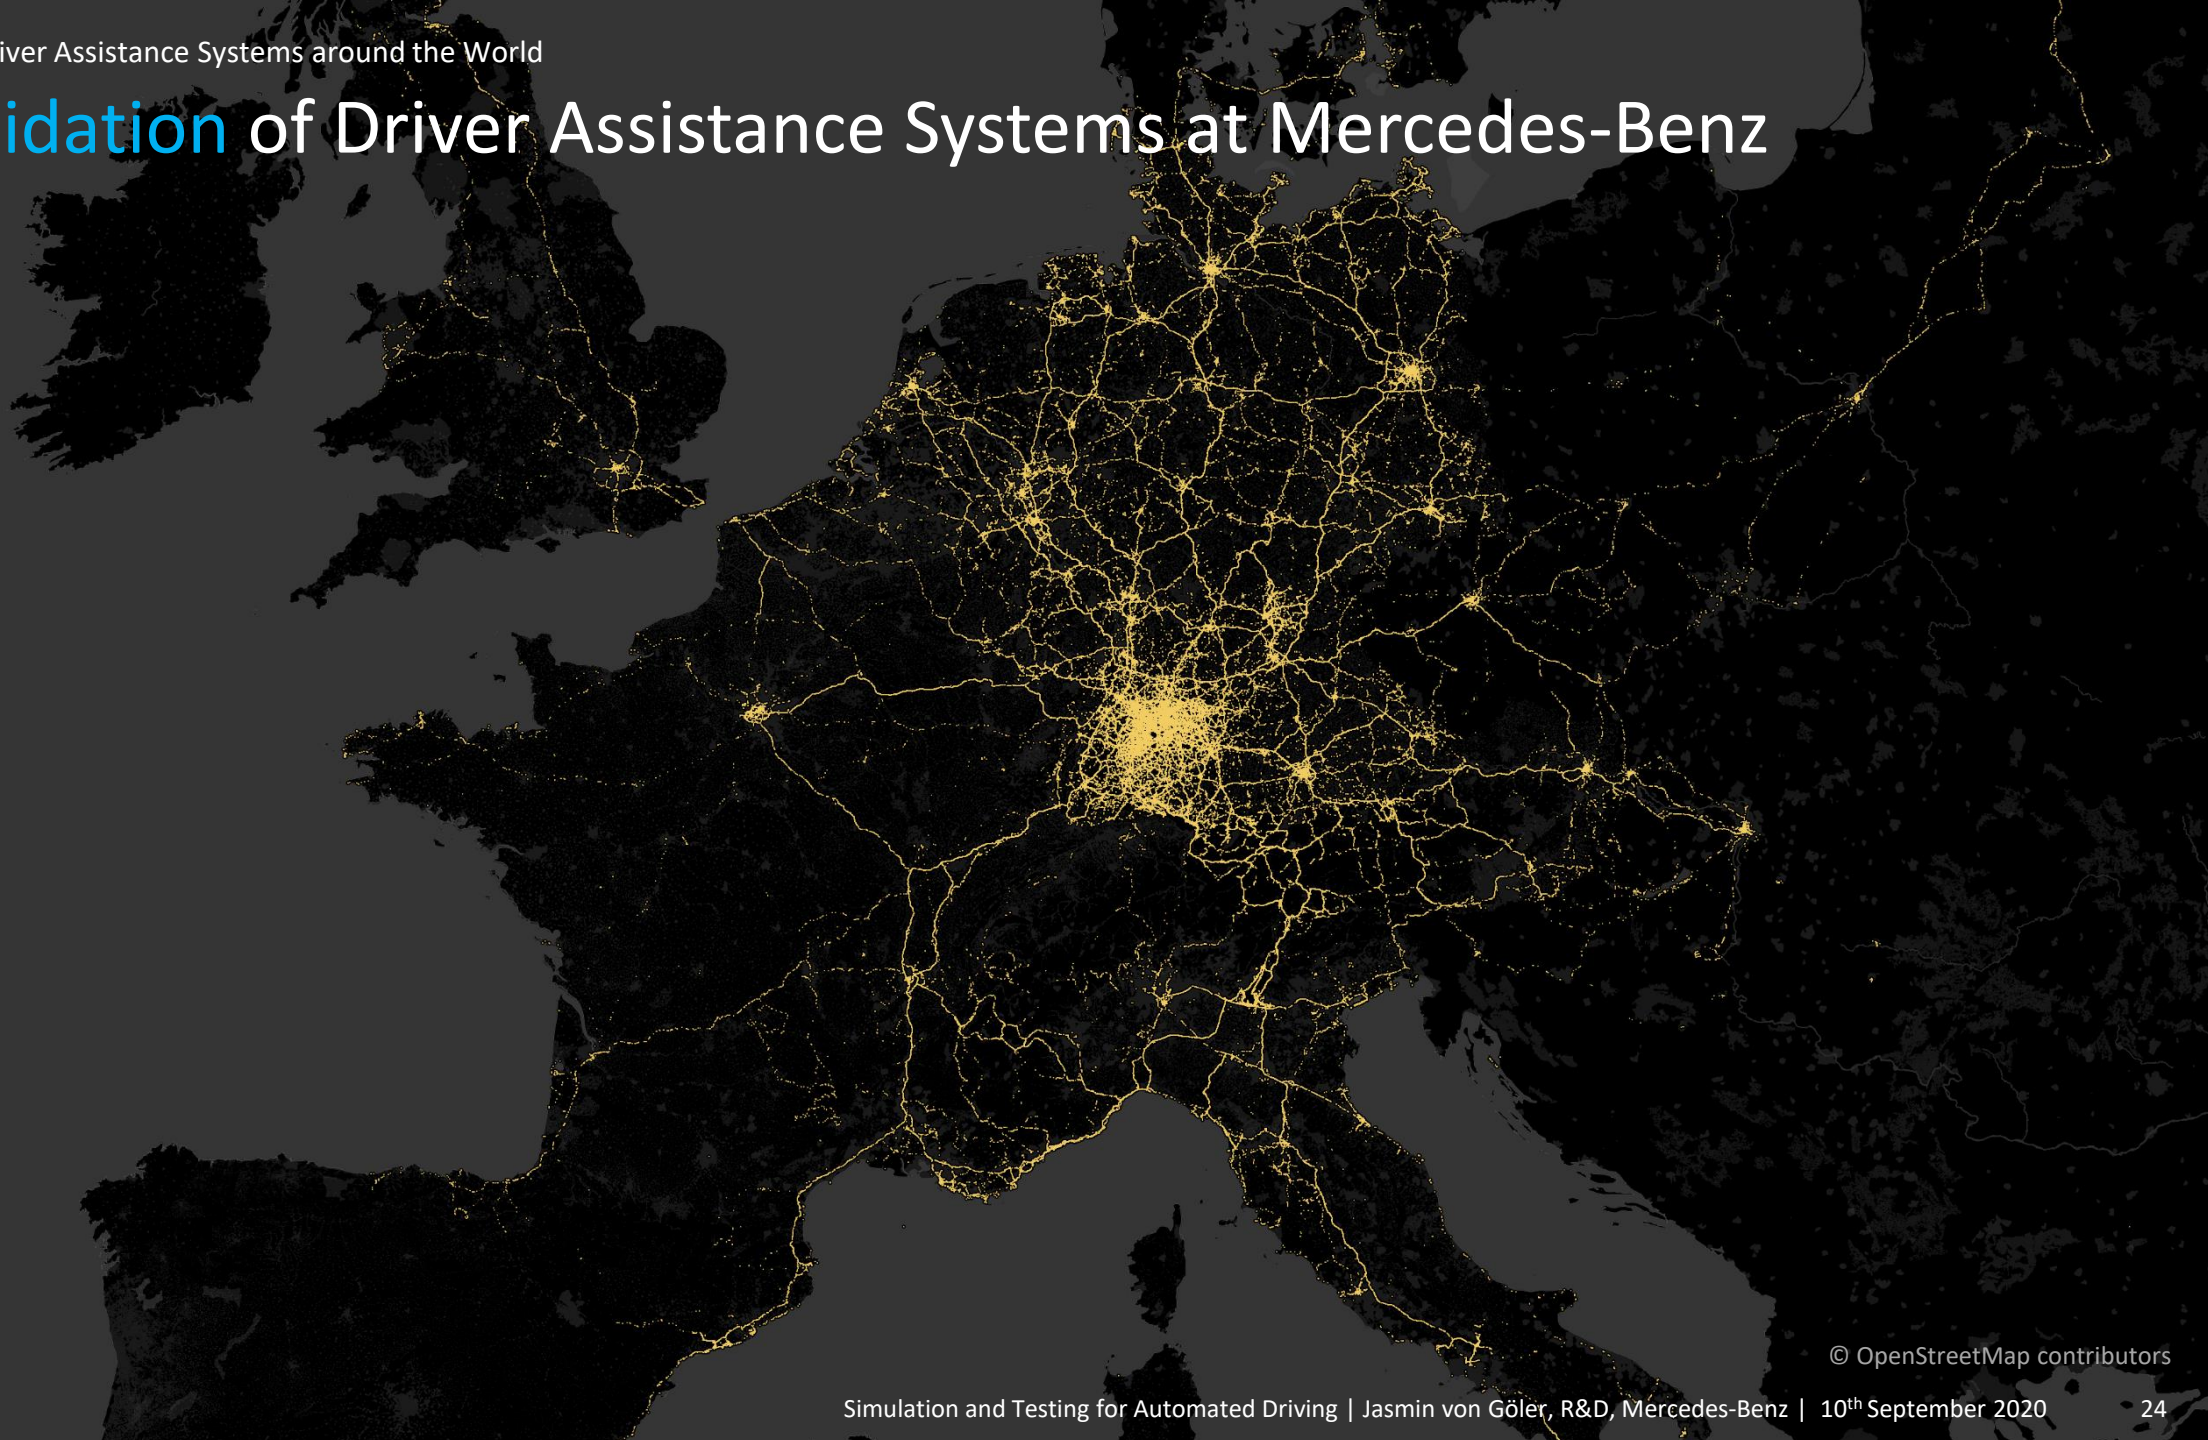 iver Assistance Systems around the World
idation of Driver Assistance Systems at Mercedes-Benz
© OpenStreetMap contributors
Simulation and Testing for Automated Driving | Jasmin von Göler, R&D, Mercedes-Benz | 10th September 2020 24